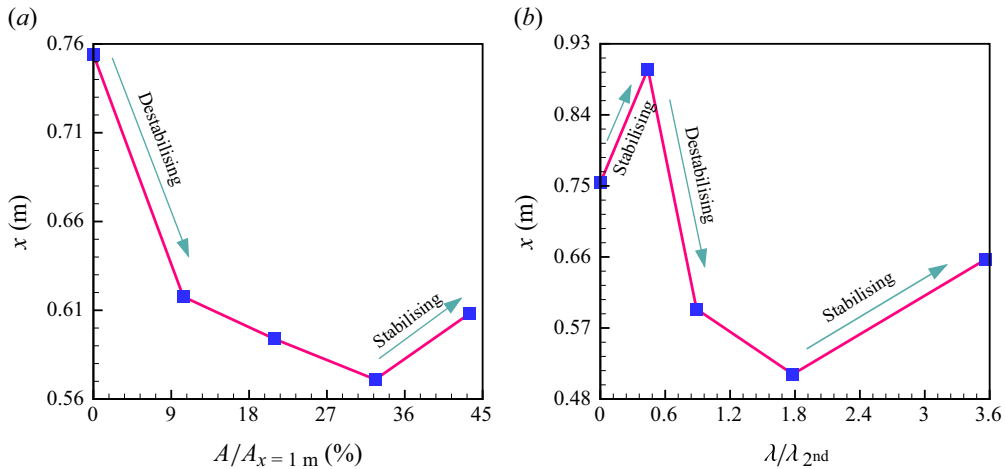 (a)
0.76
0.71
0.66
0.61
0.56
x (m)
0
9
18
27
36
45
A/A x = 1 m (%)
Destabilising
Stabilising
(b)
0.93
0.84
0.75
0.66
0.57
0.48
x (m)
0
0.6
1.2
1.8
2.4
3
3.6
λ/λ 2nd
Stabilising
Destabilising
Stabilising